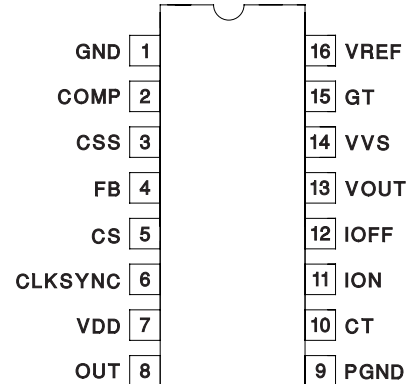 GND 1 16 VREF
COMP 2 15 GT
CSS 3 14 VVS
FB 4 13 VOUT
CS 5 12 IOFF
CLKSYNC 6 11 ION
VDD 7 10 CT
OUT 8 9 PGND